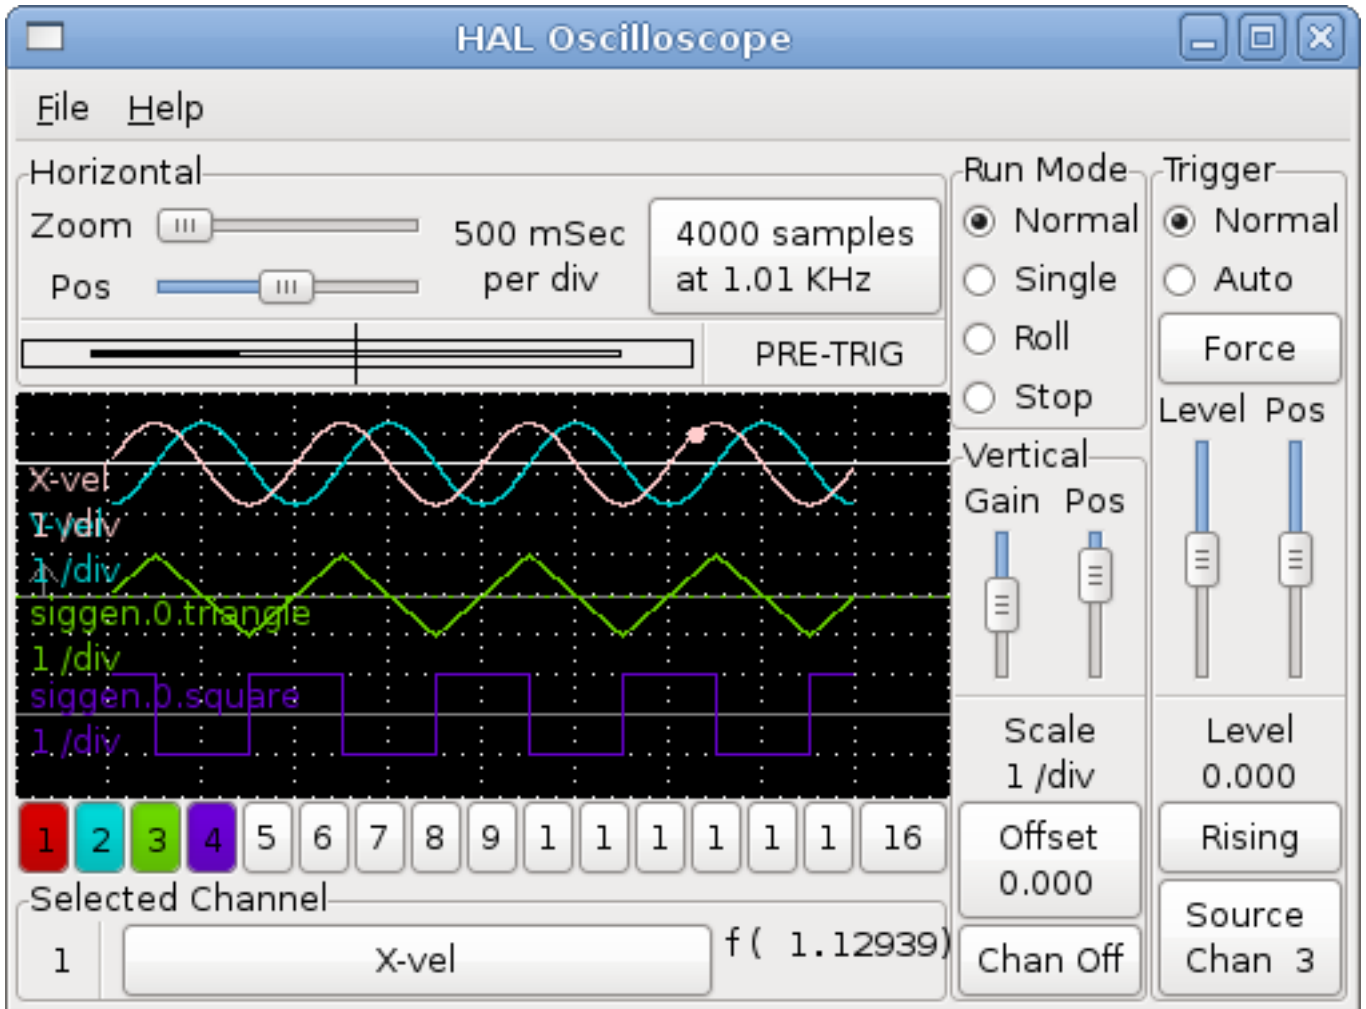 HAL Oscilloscope
File Help
Horizontal
Zoom
Pos
500 mSec
per div
4000 samples
at 1.01 KHz
PRE-TRIG
Run Mode
Normal
Single
Roll
Stop
Trigger
Normal
Auto
Force
Level Pos
X-vel
1 /div
Y-vel
1 /div
siggen.0.triangle
1 /div
siggen.0.square
1 /div
Vertical
Gain Pos
Scale
1 /div
Offset
0.000
Chan Off
Level
0.000
Rising
Source
Chan 3
1 2 3 4 5 6 7 8 9 1 1 1 1 1 1 16
Selected Channel
1 X-vel f( 1.12939)